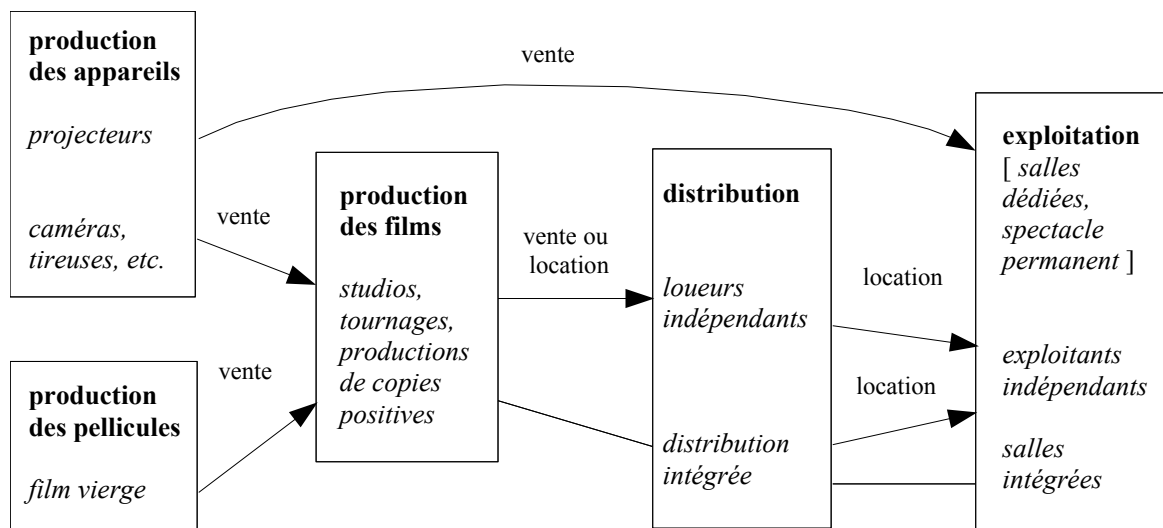 production
des appareils
projecteurs
caméras,
tireuses, etc.
production
des pellicules
film vierge
vente
vente
vente
production
des films
studios,
tournages,
productions
de copies
positives
vente ou
location
distribution
loueurs
indépendants
distribution
intégrée
location
location
exploitation
[ salles
dédiées,
spectacle
permanent ]
exploitants
indépendants
salles
intégrées